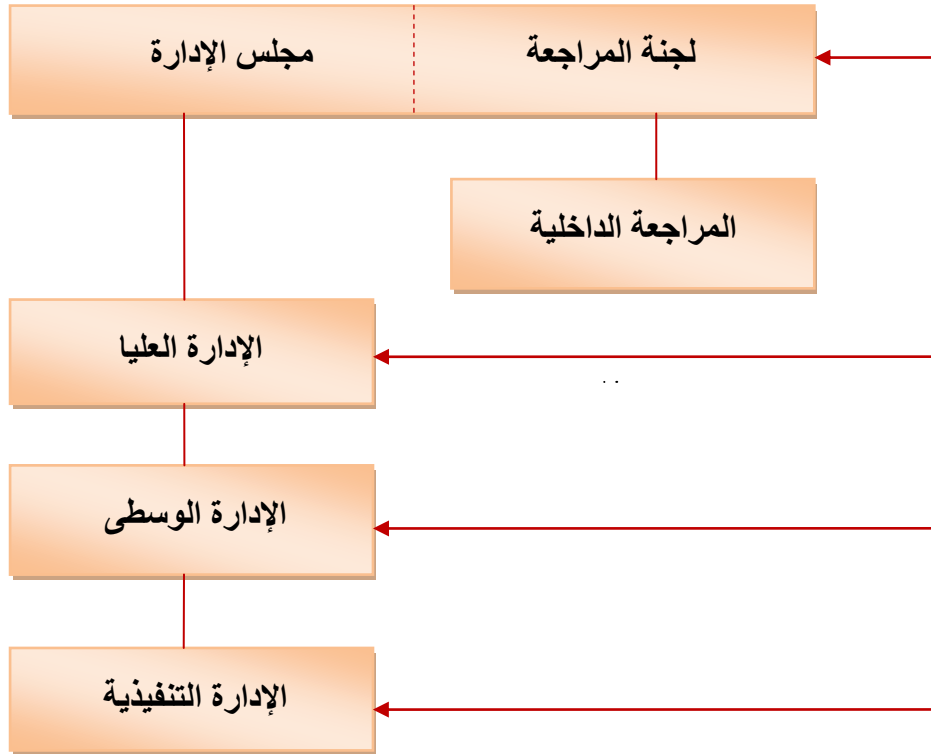 لجنة المراجعة
مجلس الإدارة
المراجعة الداخلية
الإدارة العليا
الإدارة الوسطى
الإدارة التنفيذية